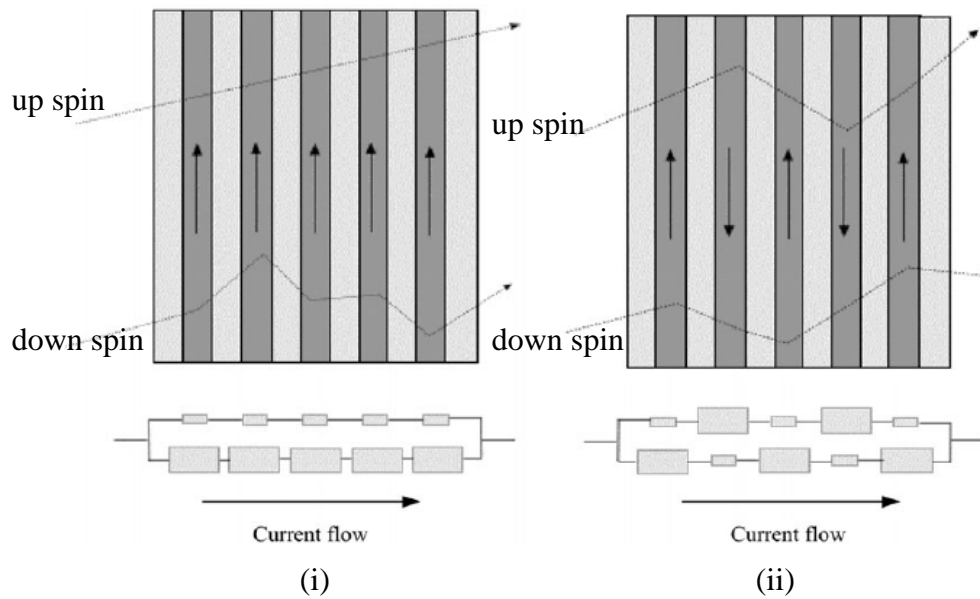 up spin
down spin
Current flow
(i)
up spin
down spin
Current flow
(ii)